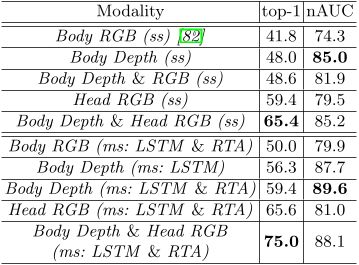 Modality top-1 nAUC
Body RGB (ss) [82] 41.8 74.3
Body Depth (ss) 48.0 85.0
Body Depth & RGB (ss) 48.6 81.9
Head RGB (ss) 59.4 79.5
Body Depth & Head RGB (ss) 65.4 85.2
Body RGB (ms: LSTM & RTA) 50.0 79.9
Body Depth (ms: LSTM) 56.3 87.7
Body Depth (ms: LSTM & RTA) 59.4 89.6
Head RGB (ms: LSTM & RTA) 65.6 81.0
Body Depth & Head RGB
(ms: LSTM & RTA) 75.0 88.1